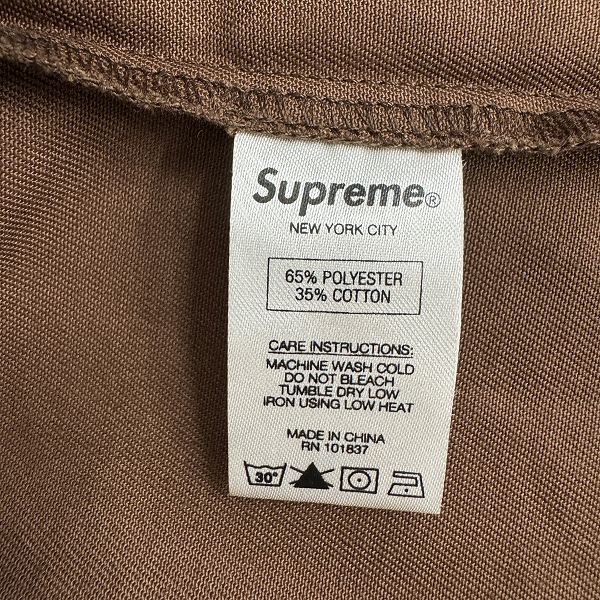 Supreme®
NEW YORK CITY
65% POLYESTER
35% COTTON
CARE INSTRUCTIONS:
MACHINE WASH COLD
DO NOT BLEACH
TUMBLE DRY LOW
IRON USING LOW HEAT
MADE IN CHINA
RN 101837
30°